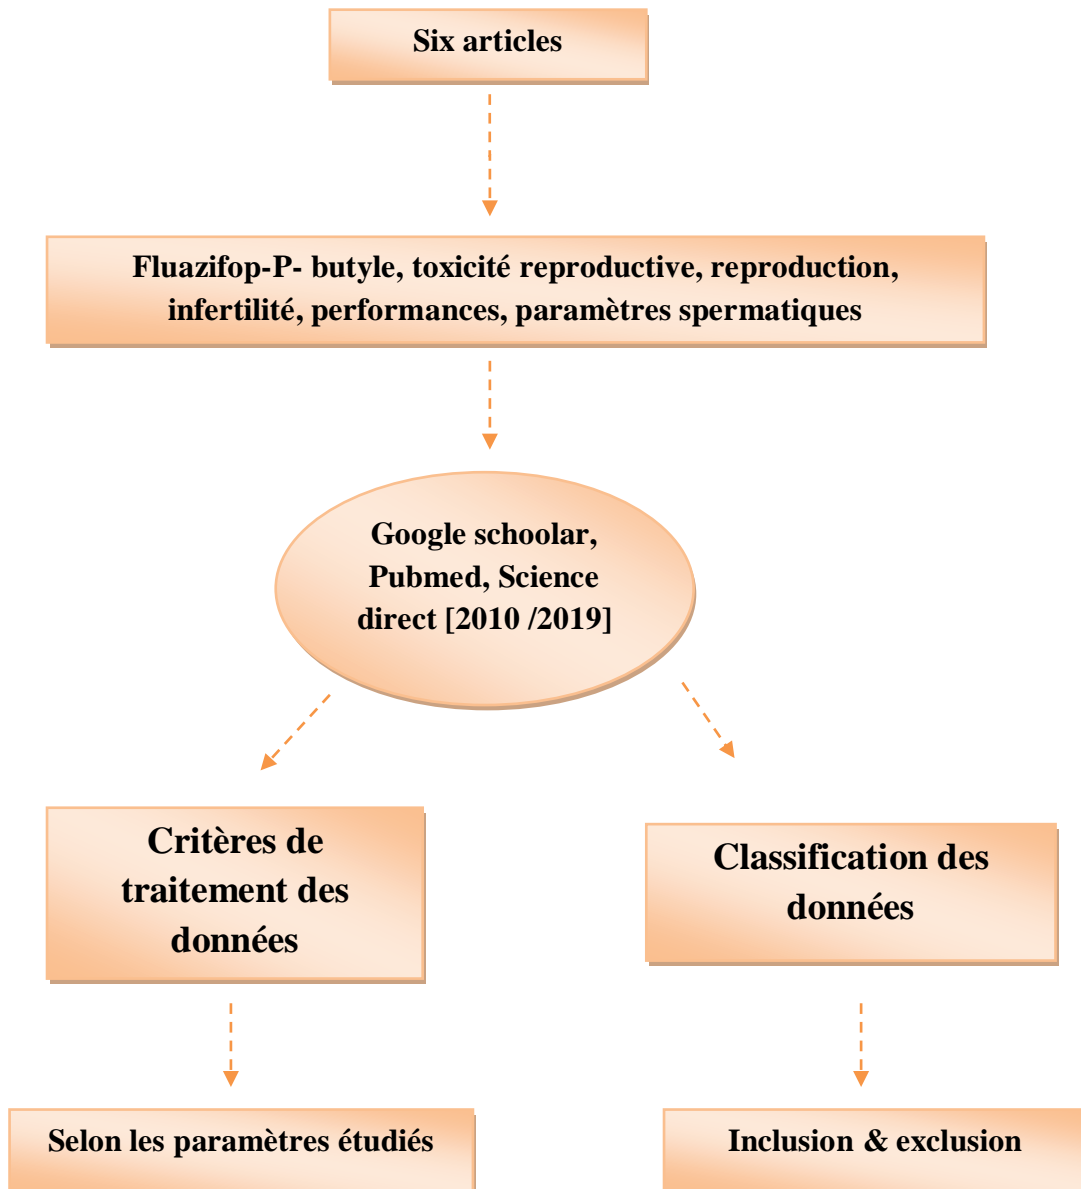 Six articles
Fluazifop-P- butyle, toxicité reproductive, reproduction,
infertilité, performances, paramètres spermatiques
Google schoolar,
Pubmed, Science
direct [2010 /2019]
Critères de
traitement des
données
Classification des
données
Selon les paramètres étudiés
Inclusion & exclusion